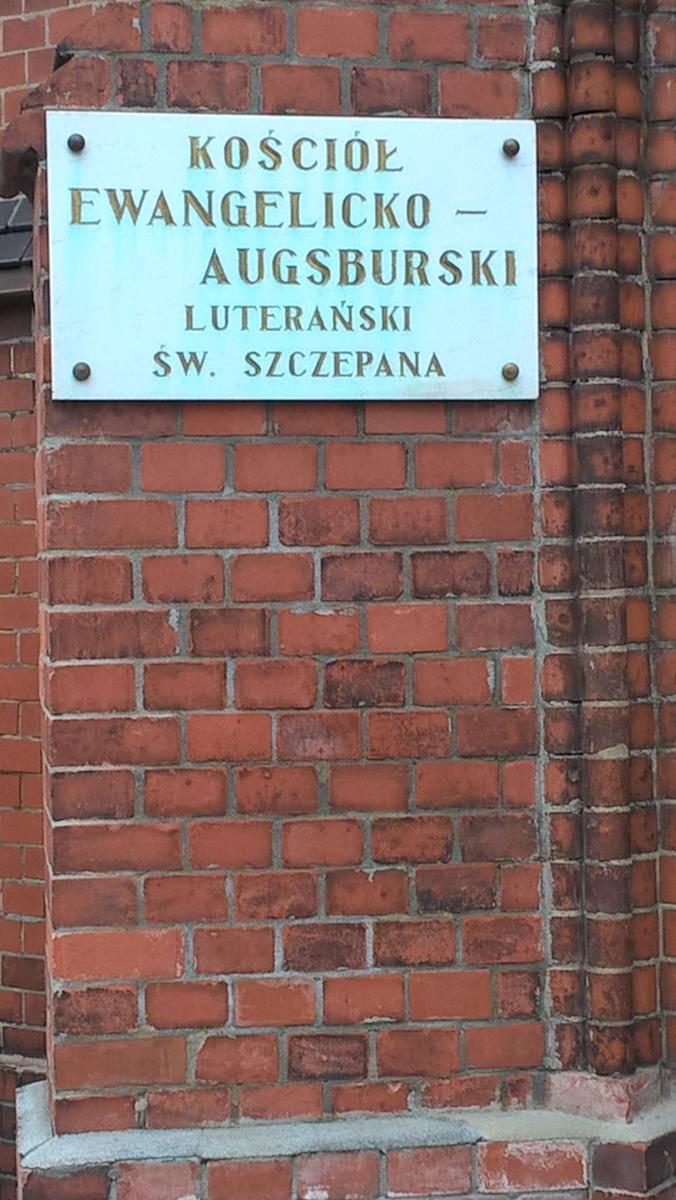 KOŚCIÓŁ
EWANGELICKO –
AUGSBURSKI
LUTERAŃSKI
ŚW. SZCZEPANA